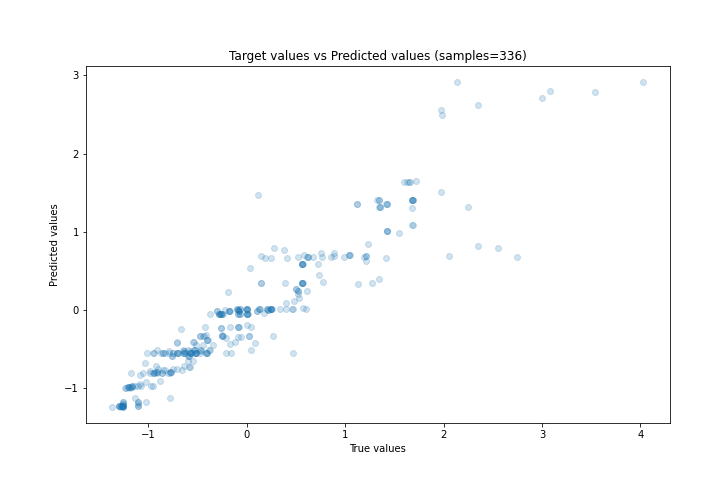 Target values vs Predicted values (samples=336)
3
2
1
0
−1
Predicted values
−1 0 1 2 3 4
True values